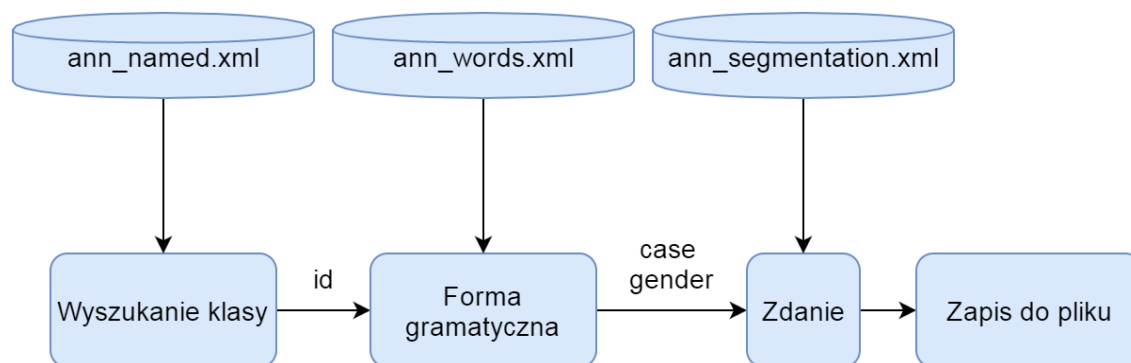 ann_named.xml
ann_words.xml
ann_segmentation.xml
Wyszukanie klasy
id
Forma
gramatyczna
case
gender
Zdanie
Zapis do pliku